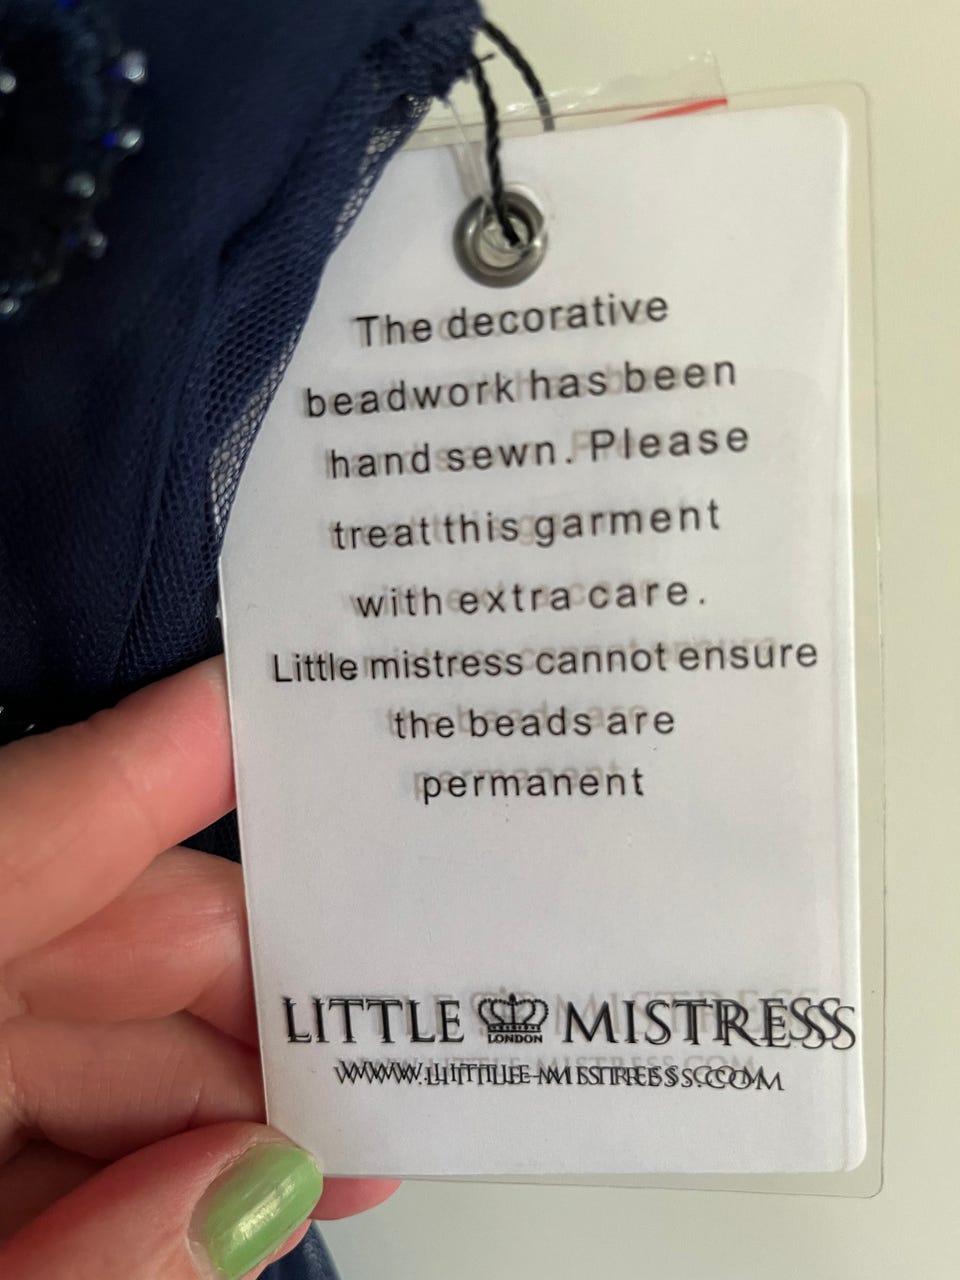 The decorative
beadwork has been
hand sewn. Please
treat this garment
with extra care.
Little mistress cannot ensure
the beads are
permanent
LITTLE MISTRESS
LONDON
WWW.LITTLE-MISTRESS.COM